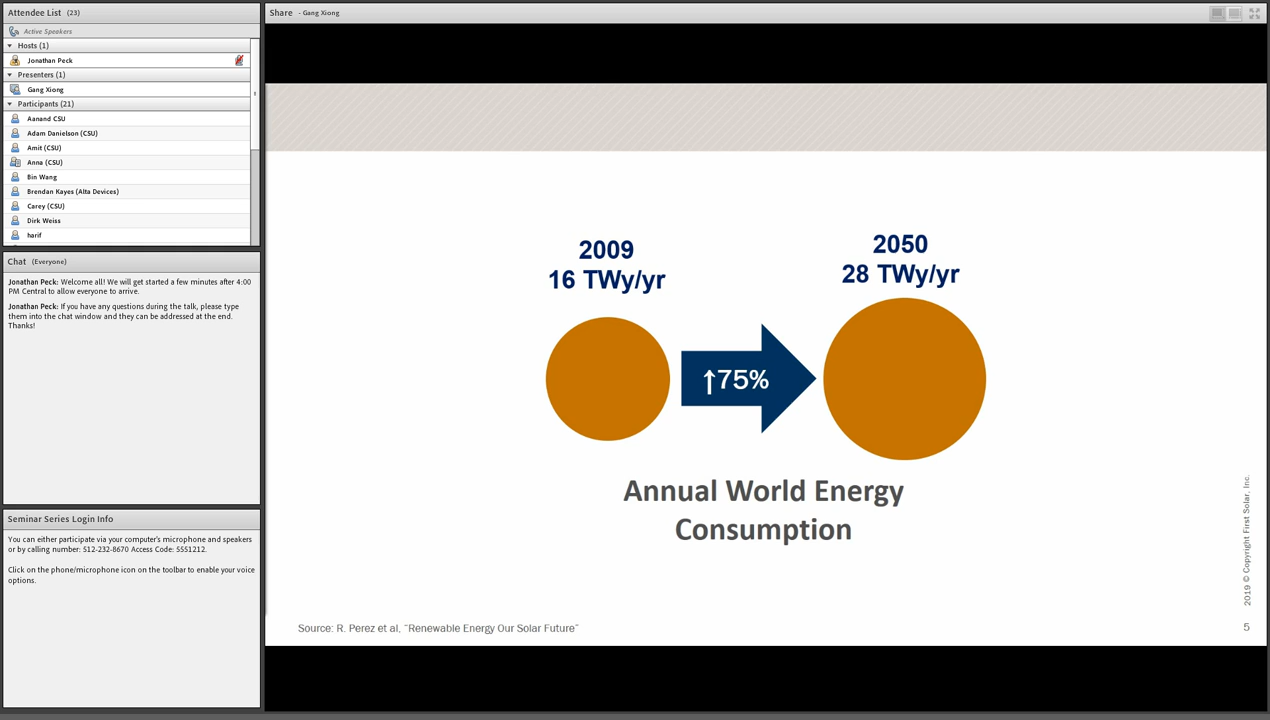 Attendee List (23)
Active Speakers
Hosts (1)
Jonathan Peck
Presenters (1)
Gang Xiong
Participants (21)
Aanand CSU
Adam Danielson (CSU)
Amit (CSU)
Anna (CSU)
Bin Wang
Brendan Kayes (Alta Devices)
Carey (CSU)
Dirk Weiss
harif
Chat (Everyone)
Jonathan Peck: Welcome all! We will get started a few minutes after 4:00
PM Central to allow everyone to arrive.
Jonathan Peck: If you have any questions during the talk, please type
them into the chat window and they can be addressed at the end.
Thanks!
Seminar Series Login Info
You can either participate via your computer's microphone and speakers
or by calling number: 512-232-8670 Access Code: 5551212.
Click on the phone/microphone icon on the toolbar to enable your voice
options.
Share - Gang Xiong
2009
16 TWy/yr
2050
28 TWy/yr
↑75%
Annual World Energy
Consumption
Source: R. Perez et al, “Renewable Energy Our Solar Future”
2019 © Copyright First Solar, Inc.
5